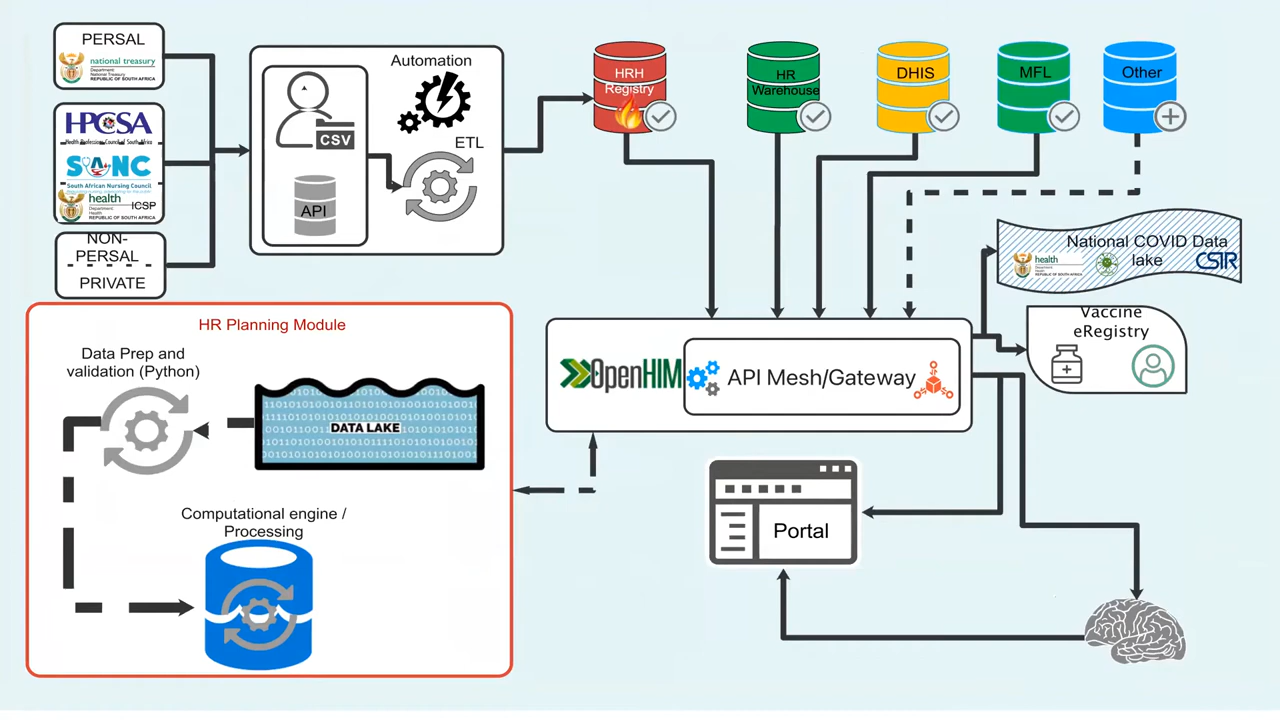 PERSAL
national treasury
Department:
National Treasury
REPUBLIC OF SOUTH AFRICA
HPCSA
Health Professions Council of South Africa
SANC
South African Nursing Council
health
ICSP
Department:
Health
REPUBLIC OF SOUTH AFRICA
NON-
PERSAL
PRIVATE
Automation
CSV
ETL
API
HRH
Registry
HR
Warehouse
DHIS
MFL
Other
National COVID Data
lake
health
CSIR
Vaccine
eRegistry
OpenHIM
API Mesh/Gateway
HR Planning Module
Data Prep and
validation (Python)
DATA LAKE
Computational engine /
Processing
Portal